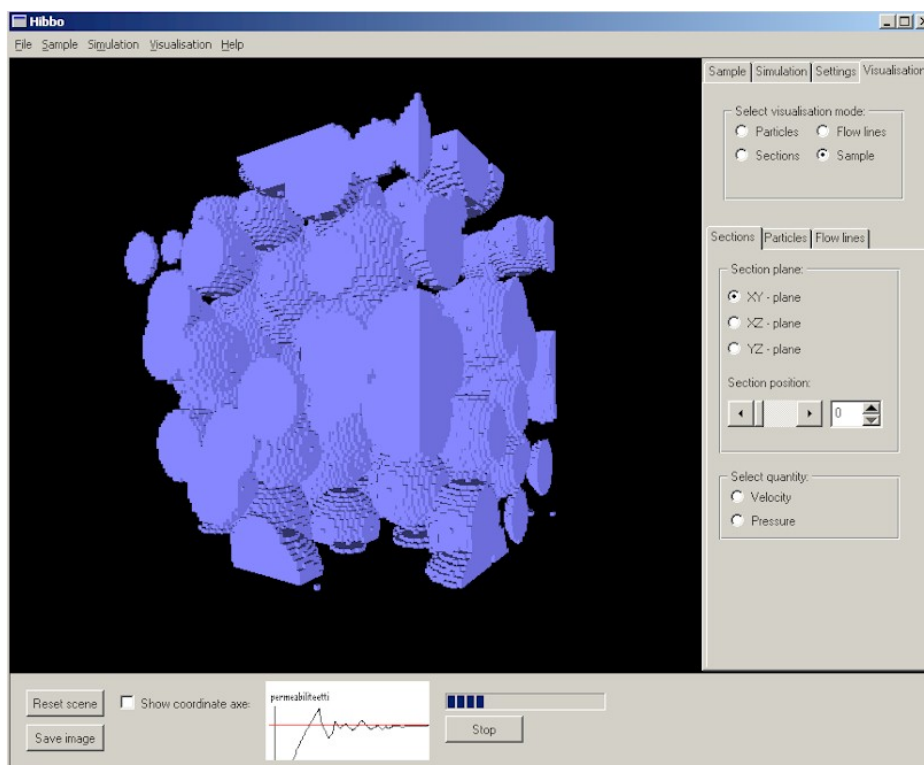 Hibbo
File Sample Simulation Visualisation Help
Sample Simulation Settings Visualisation
Select visualisation mode:
Particles Flow lines
Sections Sample
Sections Particles Flow lines
Section plane:
XY - plane
XZ - plane
YZ - plane
Section position:
0
Select quantity:
Velocity
Pressure
Reset scene Show coordinate axe:
permeabiliteetti
Save image
Stop